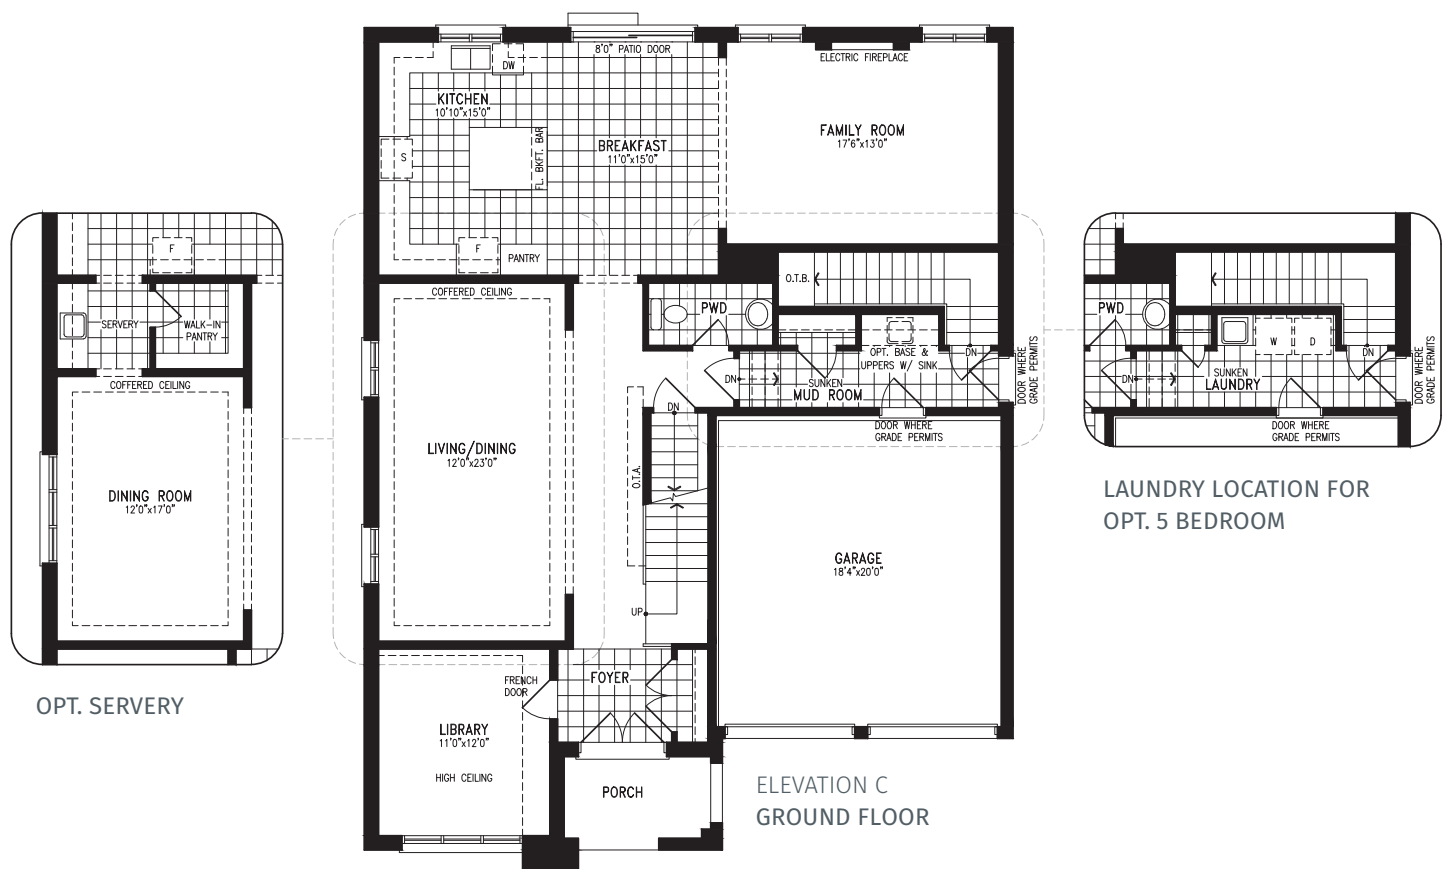 8'0" PATIO DOOR
DW
ELECTRIC FIREPLACE
KITCHEN
10'10"x15'0"
S
FL. BKFT. BAR
BREAKFAST
11'0"x15'0"
FAMILY ROOM
17'6"x13'0"
F
PANTRY
COFFERED CEILING
PWD
O.T.B.
DN
OPT. BASE &
UPPERS W/ SINK
DN
SUNKEN
MUD ROOM
DOOR WHERE
GRADE PERMITS
DOOR WHERE
GRADE PERMITS
DN
LIVING/DINING
12'0"x23'0"
O.T.A.
UP
GARAGE
18'4"x20'0"
FRENCH
DOOR
FOYER
LIBRARY
11'0"x12'0"
HIGH CEILING
PORCH
ELEVATION C
GROUND FLOOR
F
SERVERY
WALK-IN
PANTRY
COFFERED CEILING
DINING ROOM
12'0"x17'0"
OPT. SERVERY
PWD
W
D
DN
DN
SUNKEN
LAUNDRY
DOOR WHERE
GRADE PERMITS
DOOR WHERE
GRADE PERMITS
LAUNDRY LOCATION FOR
OPT. 5 BEDROOM